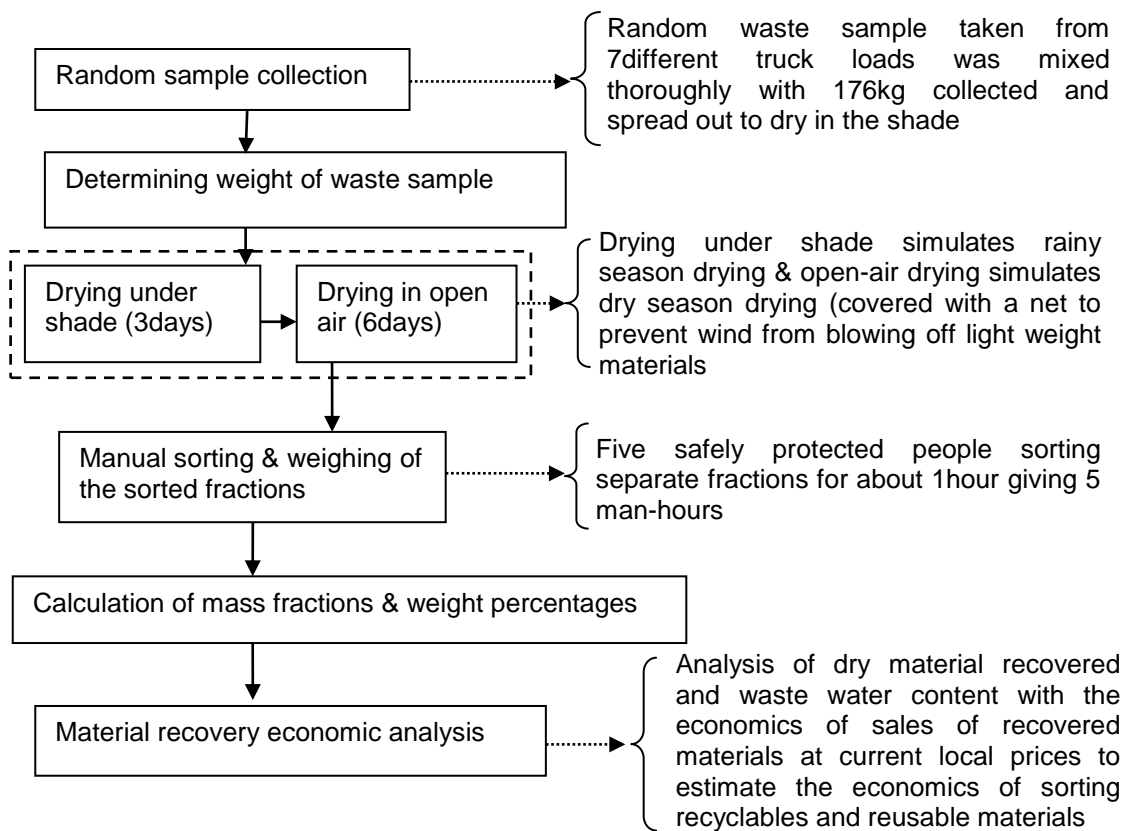 Random sample collection
Random waste sample taken from
7different truck loads was mixed
thoroughly with 176kg collected and
spread out to dry in the shade
Determining weight of waste sample
Drying under
shade (3days)
Drying in open
air (6days)
Drying under shade simulates rainy
season drying & open-air drying simulates
dry season drying (covered with a net to
prevent wind from blowing off light weight
materials
Manual sorting & weighing of
the sorted fractions
Five safely protected people sorting
separate fractions for about 1hour giving 5
man-hours
Calculation of mass fractions & weight percentages
Material recovery economic analysis
Analysis of dry material recovered
and waste water content with the
economics of sales of recovered
materials at current local prices to
estimate the economics of sorting
recyclables and reusable materials